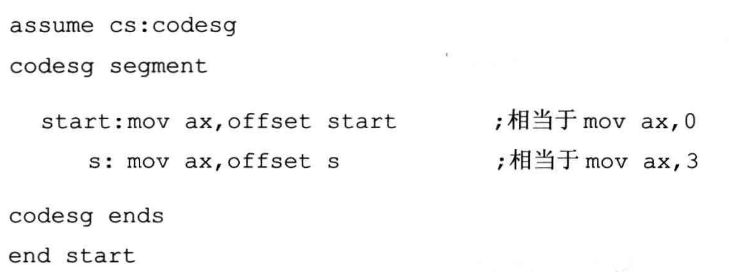 assume cs:codesg
codesg segment
start:mov ax,offset start ;相当于 mov ax,0
s: mov ax,offset s ;相当于 mov ax,3
codesg ends
end start